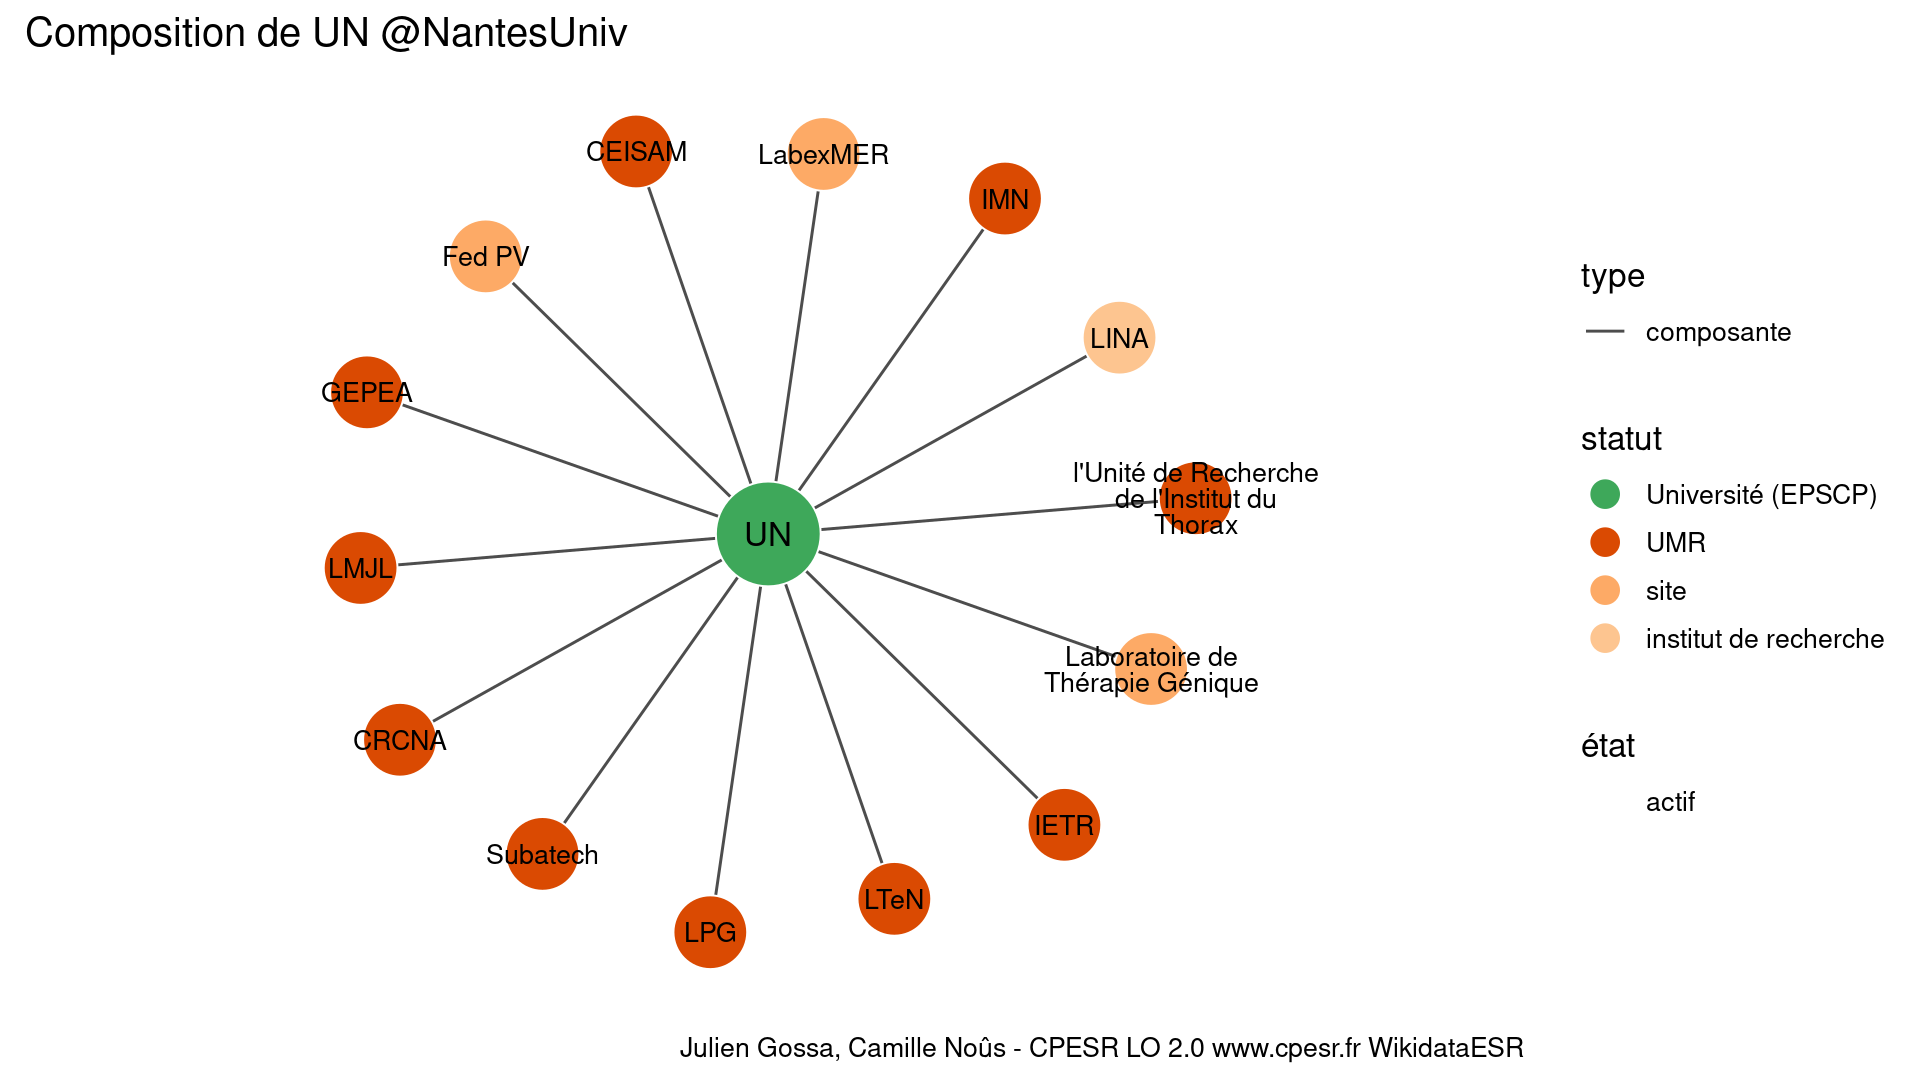 Composition de UN @NantesUniv
CEISAM
LabexMER
IMN
Fed PV
LINA
GEPEA
l'Unité de Recherche
de l'Institut du
Thorax
UN
LMJL
Laboratoire de
Thérapie Génique
CRCNA
IETR
Subatech
LTeN
LPG
type
composante
statut
Université (EPSCP)
UMR
site
institut de recherche
état
actif
Julien Gossa, Camille Noûs - CPESR LO 2.0 www.cpesr.fr WikidataESR